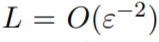 L = O(ε⁻²)